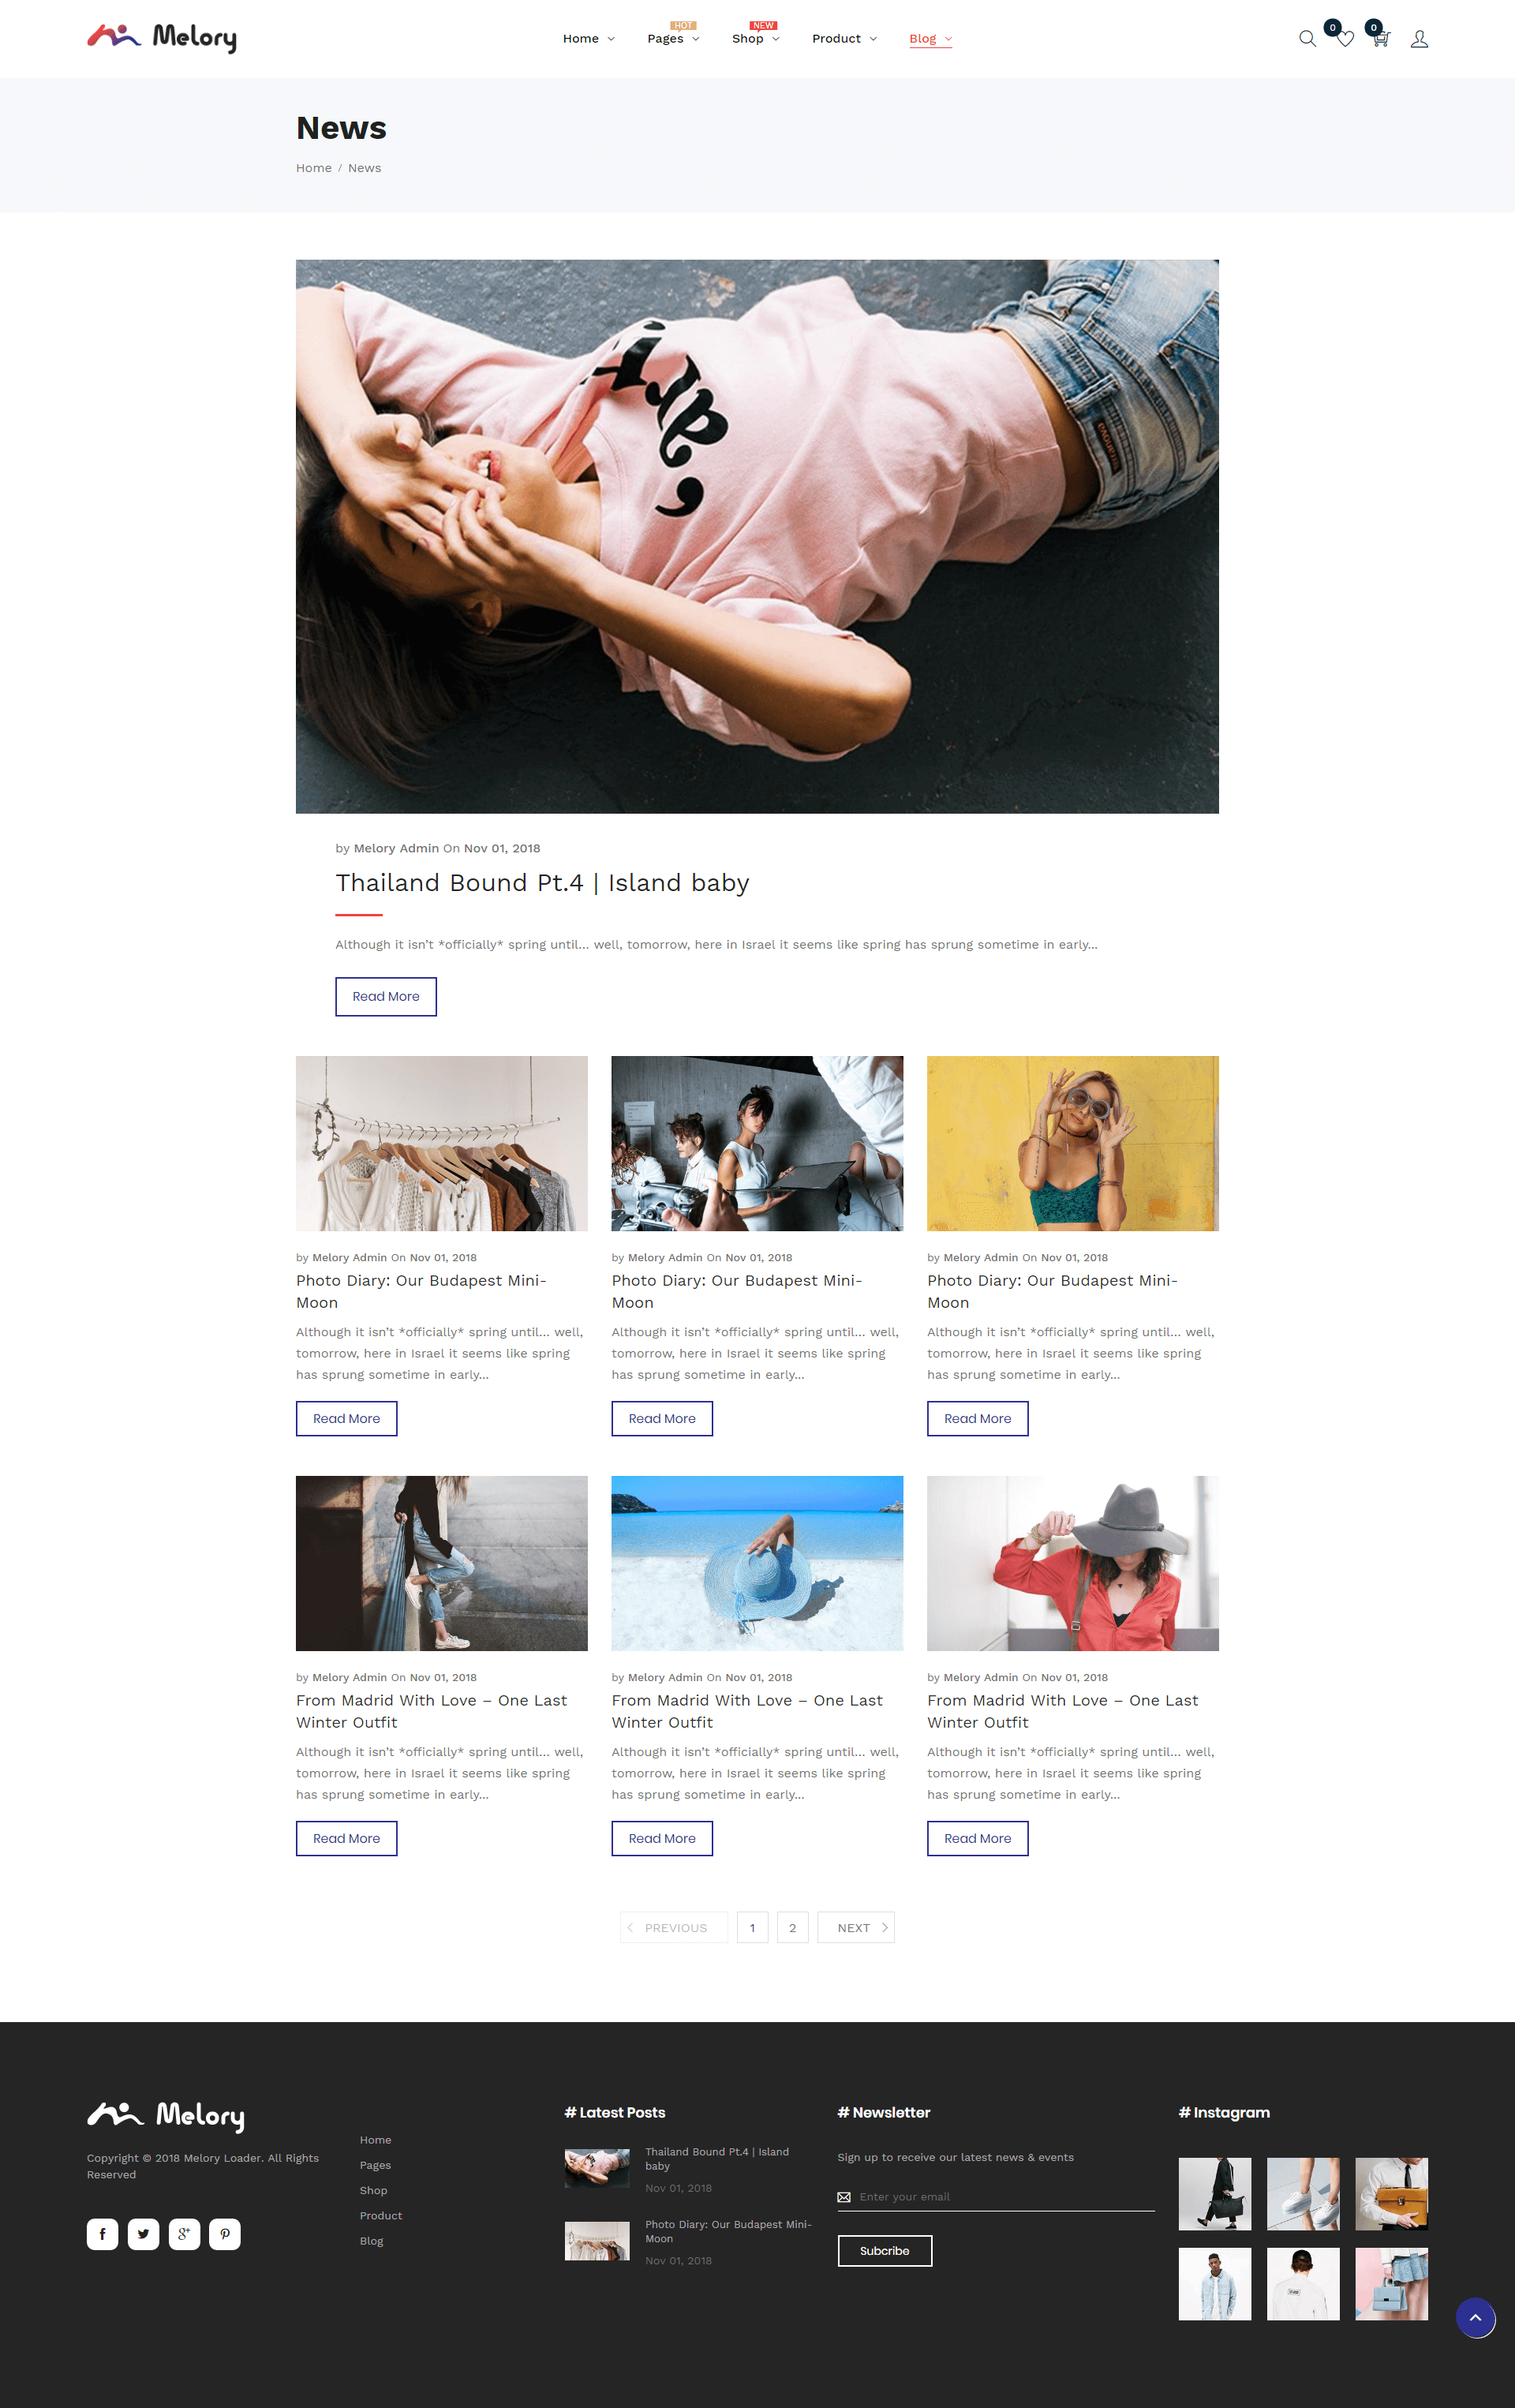 Melory
Home
HOT
Pages
NEW
Shop
Product
Blog
0
0
News
Home / News
by Melory Admin On Nov 01, 2018
Thailand Bound Pt.4 | Island baby
Although it isn’t *officially* spring until… well, tomorrow, here in Israel it seems like spring has sprung sometime in early...
Read More
by Melory Admin On Nov 01, 2018
Photo Diary: Our Budapest Mini-
Moon
Although it isn’t *officially* spring until… well,
tomorrow, here in Israel it seems like spring
has sprung sometime in early...
Read More
by Melory Admin On Nov 01, 2018
Photo Diary: Our Budapest Mini-
Moon
Although it isn’t *officially* spring until… well,
tomorrow, here in Israel it seems like spring
has sprung sometime in early...
Read More
by Melory Admin On Nov 01, 2018
Photo Diary: Our Budapest Mini-
Moon
Although it isn’t *officially* spring until… well,
tomorrow, here in Israel it seems like spring
has sprung sometime in early...
Read More
by Melory Admin On Nov 01, 2018
From Madrid With Love – One Last
Winter Outfit
Although it isn’t *officially* spring until… well,
tomorrow, here in Israel it seems like spring
has sprung sometime in early...
Read More
by Melory Admin On Nov 01, 2018
From Madrid With Love – One Last
Winter Outfit
Although it isn’t *officially* spring until… well,
tomorrow, here in Israel it seems like spring
has sprung sometime in early...
Read More
by Melory Admin On Nov 01, 2018
From Madrid With Love – One Last
Winter Outfit
Although it isn’t *officially* spring until… well,
tomorrow, here in Israel it seems like spring
has sprung sometime in early...
Read More
PREVIOUS 1 2 NEXT
Melory
Copyright © 2018 Melory Loader. All Rights
Reserved
Home
Pages
Shop
Product
Blog
# Latest Posts
Thailand Bound Pt.4 | Island
baby
Nov 01, 2018
Photo Diary: Our Budapest Mini-
Moon
Nov 01, 2018
# Newsletter
Sign up to receive our latest news & events
Enter your email
Subcribe
# Instagram